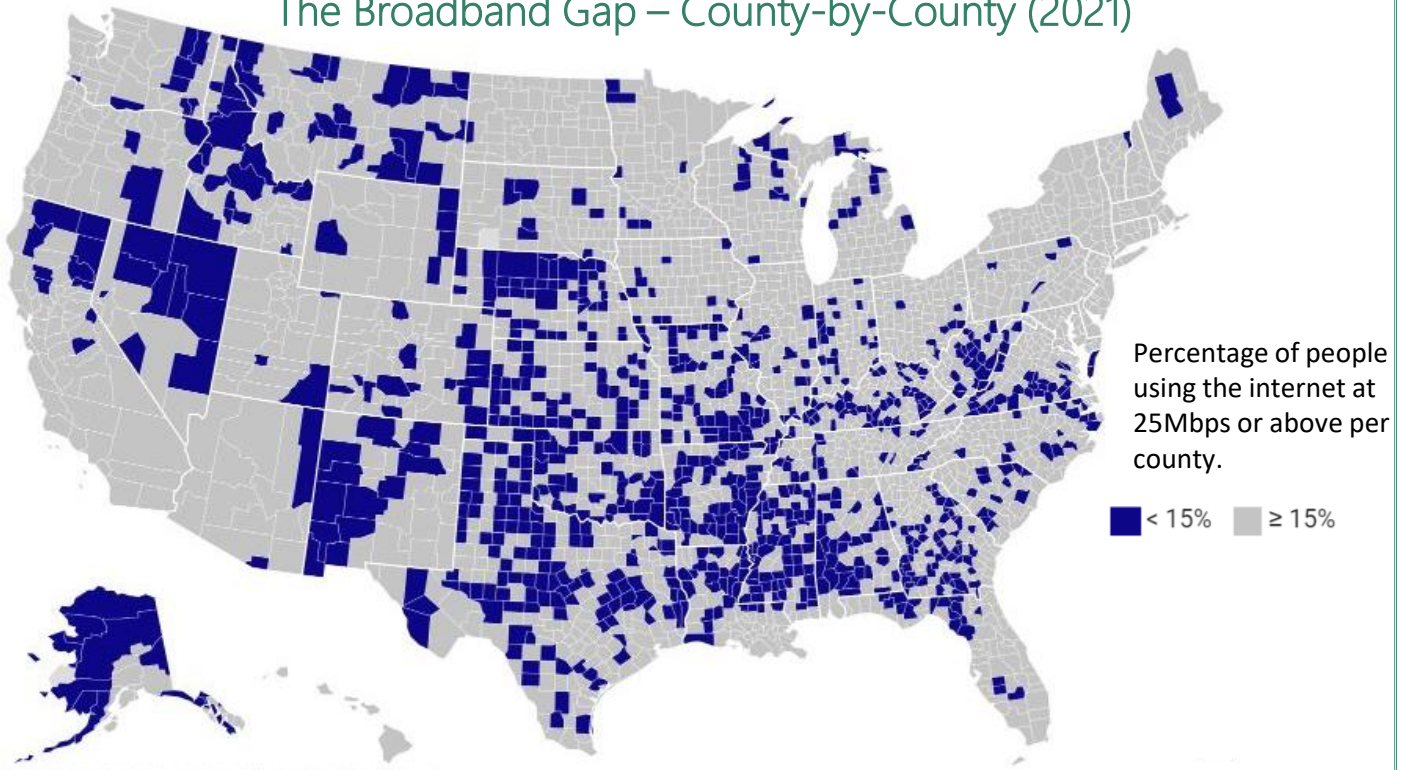 The Broadband Gap – County-by-County (2021)
Percentage of people
using the internet at
25Mbps or above per
county.
< 15%
≥ 15%